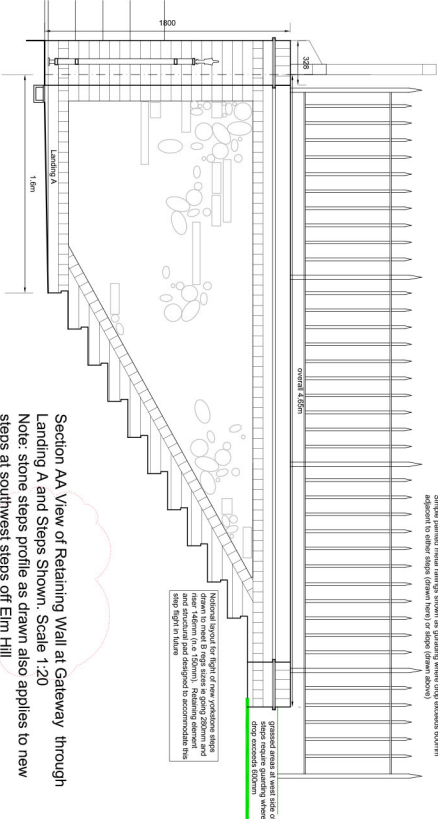 Simple painted metal railings shown as guarding where drop exceeds 600mm
adjacent to either steps (drawn here) or slope (drawn above)
overall 4.65m
328
1800
Landing A
1.6m
grassed areas at west side of
steps require guarding where
drop exceeds 600mm
Notional layout for flight of new yorkstone steps
drawn to meet B regs sizes ie going 280mm and
riser 146mm (n.e 150mm). Retaining element
and structural pad designed to accommodate this
step flight in future
Section AA View of Retaining Wall at Gateway through
Landing A and Steps Shown. Scale 1:20
Note: stone steps profile as drawn also applies to new
steps at southwest steps off Elm Hill